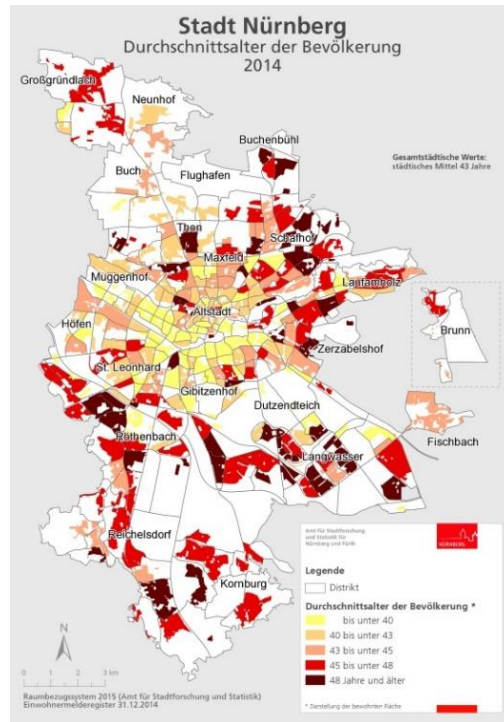 Stadt Nürnberg
Durchschnittsalter der Bevölkerung
2014
Großgründlach
Neunhof
Buchenbühl
Gesamtstädtische Werte:
städtisches Mittel 43 Jahre
Buch
Flughafen
Thon
Schafhof
Maxfeld
Muggenhof
Laufamholz
Altstadt
Höfen
Brunn
Zerzabelshof
St. Leonhard
Gibitzenhof
Dutzendteich
Röthenbach
Fischbach
Langwasser
Reichelsdorf
Kornburg
Amt für Stadtforschung
und Statistik für
Nürnberg und Fürth
NÜRNBERG
Legende
Distrikt
Durchschnittsalter der Bevölkerung *
bis unter 40
40 bis unter 43
43 bis unter 45
45 bis unter 48
48 Jahre und älter
* Darstellung der bewohnten Fläche
N
0 1 2 3 km
Raumbezugssystem 2015 (Amt für Stadtforschung und Statistik)
Einwohnermelderegister 31.12.2014